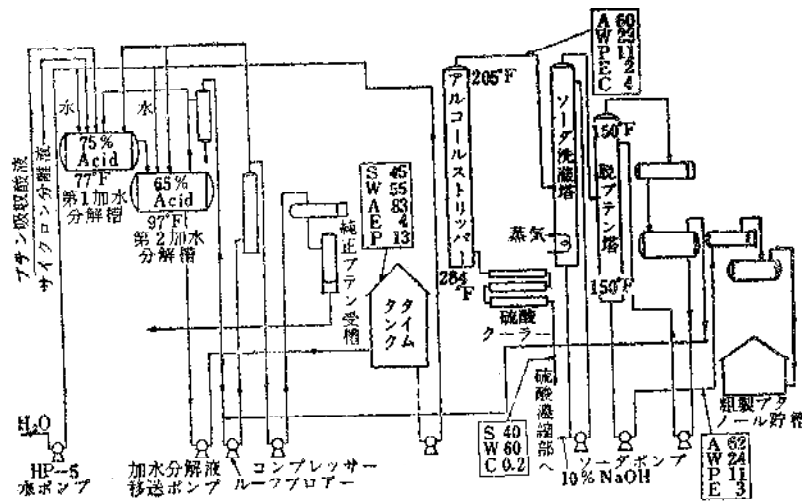 ブテン吸収酸液
サイクロン分離液
水
水
75%
Acid
77°F
第1加水
分解槽
65%
Acid
97°F
第2加水
分解槽
H₂O
HP-5
水ポンプ
加水分解液
移送ポンプ
コンプレッサー
ルーツブロアー
純正ブテン受槽
S 45
W 55
A 83
E 4
P 13
タイム
タンク
アルコールストリッパ
205°F
284°F
硫酸
クーラー
硫酸濃縮部へ
S 40
W 60
C 0.2
A 60
W 23
P 11
E 2
C 4
ソーダ洗滌塔
蒸気
150°F
脱ブテン塔
150°F
ソーダポンプ
10% NaOH
粗製ブタ
ノール貯槽
A 62
W 24
P 11
E 3